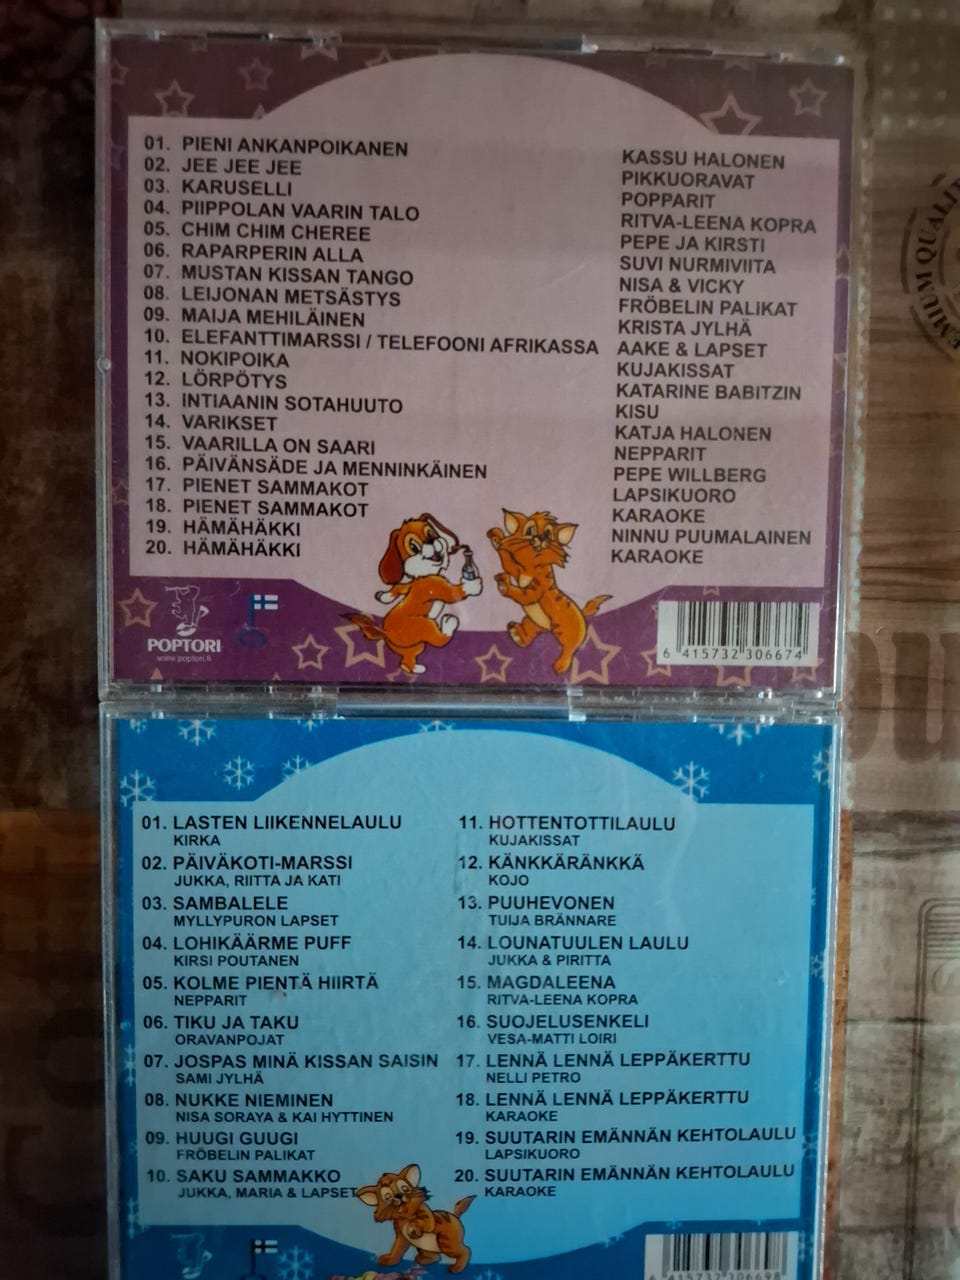 01. PIENI ANKANPOIKANEN KASSU HALONEN
02. JEE JEE JEE PIKKUORAVAT
03. KARUSELLI POPPARIT
04. PIIPPOLAN VAARIN TALO RITVA-LEENA KOPRA
05. CHIM CHIM CHEREE PEPE JA KIRSTI
06. RAPARPERIN ALLA SUVI NURMIVIITA
07. MUSTAN KISSAN TANGO NISA & VICKY
08. LEIJONAN METSÄSTYS FRÖBELIN PALIKAT
09. MAIJA MEHILÄINEN KRISTA JYLHÄ
10. ELEFANTTIMARSSI / TELEFOONI AFRIKASSA AAKE & LAPSET
11. NOKIPOIKA KUJAKISSAT
12. LÖRPÖTYS KATARINE BABITZIN
13. INTIAANIN SOTAHUUTO KISU
14. VARIKSET KATJA HALONEN
15. VAARILLA ON SAARI NEPPARIT
16. PÄIVÄNSÄDE JA MENNINKÄINEN PEPE WILLBERG
17. PIENET SAMMAKOT LAPSIKUORO
18. PIENET SAMMAKOT KARAOKE
19. HÄMÄHÄKKI NINNU PUUMALAINEN
20. HÄMÄHÄKKI KARAOKE
POPTORI
www.poptori.fi
6 415732 306674
01. LASTEN LIIKENNELAULU
KIRKA
02. PÄIVÄKOTI-MARSSI
JUKKA, RIITTA JA KATI
03. SAMBALELE
MYLLYPURON LAPSET
04. LOHIKÄÄRME PUFF
KIRSI POUTANEN
05. KOLME PIENTÄ HIIRTÄ
NEPPARIT
06. TIKU JA TAKU
ORAVANPOJAT
07. JOSPAS MINÄ KISSAN SAISIN
SAMI JYLHÄ
08. NUKKE NIEMINEN
NISA SORAYA & KAI HYTTINEN
09. HUUGI GUUGI
FRÖBELIN PALIKAT
10. SAKU SAMMAKKO
JUKKA, MARIA & LAPSET
11. HOTTENTOTTILAULU
KUJAKISSAT
12. KÄNKKÄRÄNKKÄ
KOJO
13. PUUHEVONEN
TUIJA BRÄNNARE
14. LOUNATUULEN LAULU
JUKKA & PIRITTA
15. MAGDALEENA
RITVA-LEENA KOPRA
16. SUOJELUSENKELI
VESA-MATTI LOIRI
17. LENNÄ LENNÄ LEPPÄKERTTU
NELLI PETRO
18. LENNÄ LENNÄ LEPPÄKERTTU
KARAOKE
19. SUUTARIN EMÄNNÄN KEHTOLAULU
LAPSIKUORO
20. SUUTARIN EMÄNNÄN KEHTOLAULU
KARAOKE
6 415732 306698